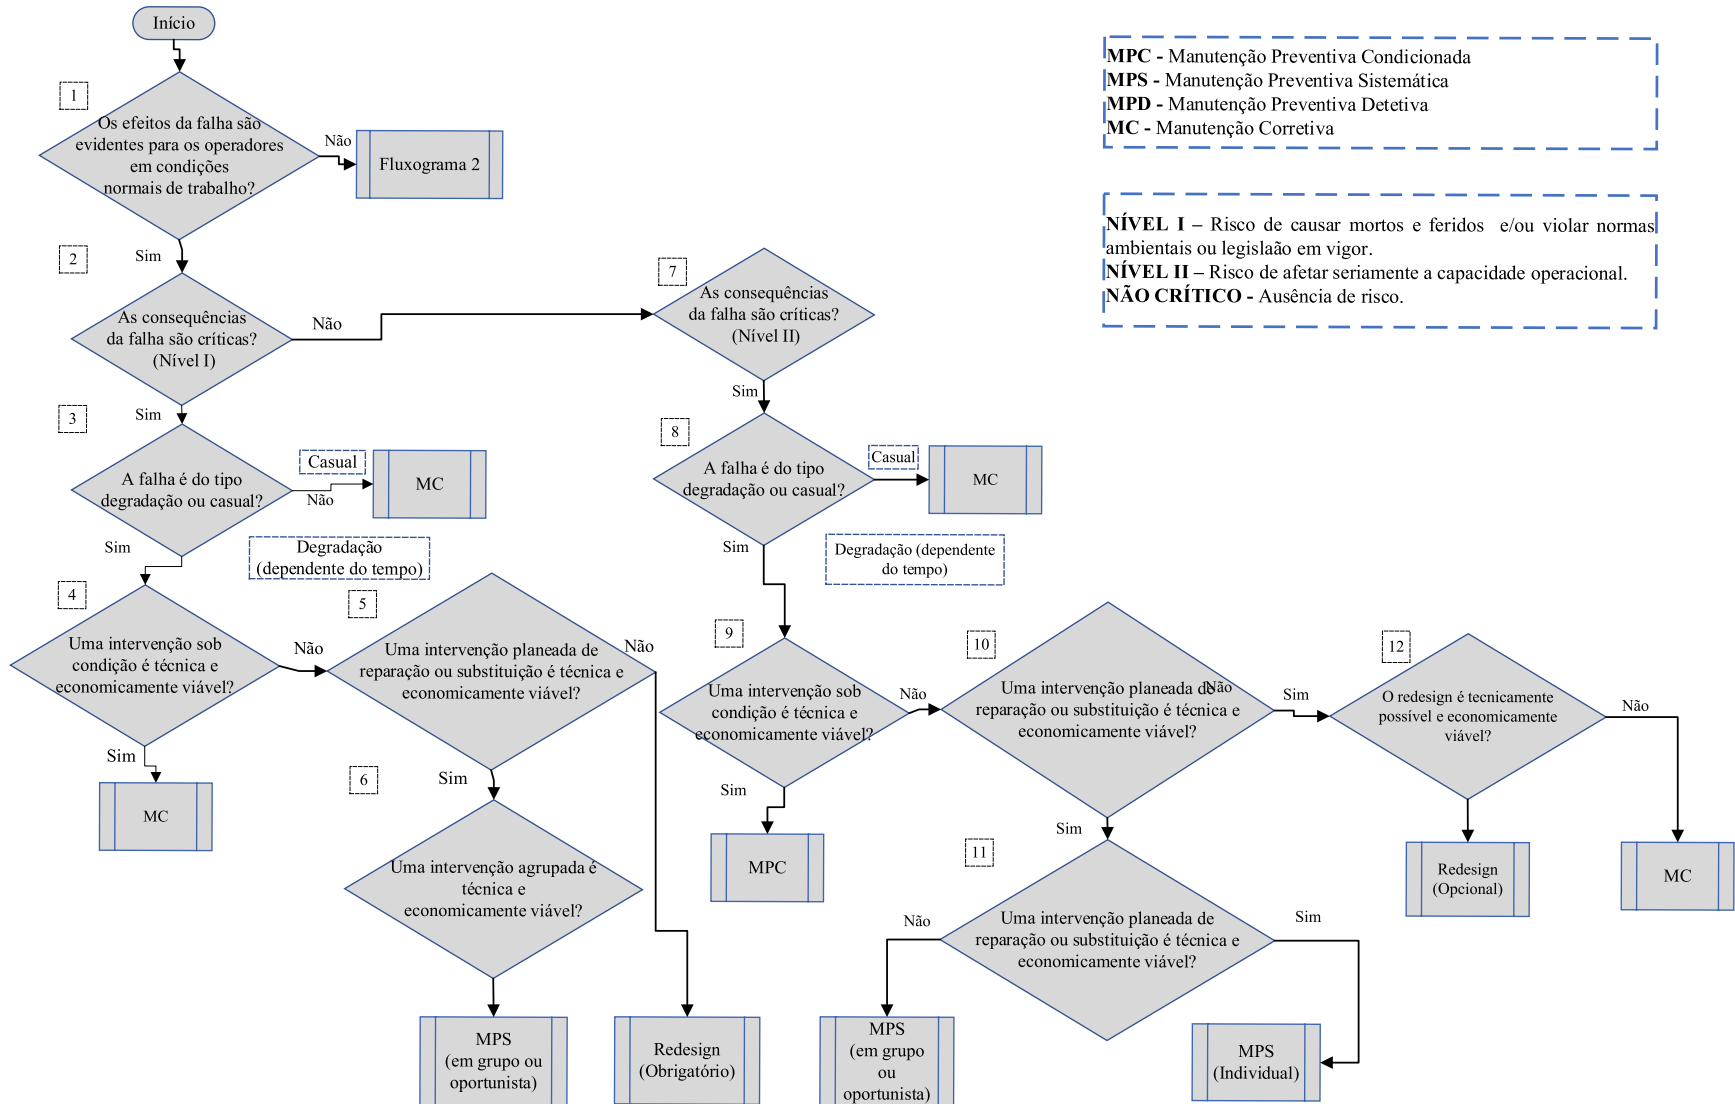 Início
MPC - Manutenção Preventiva Condicionada
MPS - Manutenção Preventiva Sistemática
MPD - Manutenção Preventiva Detetiva
MC - Manutenção Corretiva
1
Os efeitos da falha são
evidentes para os operadores
em condições
normais de trabalho?
Não
Fluxograma 2
NÍVEL I – Risco de causar mortos e feridos e/ou violar normas
ambientais ou legislaão em vigor.
NÍVEL II – Risco de afetar seriamente a capacidade operacional.
NÃO CRÍTICO - Ausência de risco.
Sim
2
As consequências
da falha são críticas?
(Nível I)
Não
7
As consequências
da falha são críticas?
(Nível II)
Sim
Sim
3
A falha é do tipo
degradação ou casual?
Casual
Não
MC
8
A falha é do tipo
degradação ou casual?
Casual
MC
Sim
Degradação
(dependente do tempo)
Sim
Degradação (dependente
do tempo)
4
Uma intervenção sob
condição é técnica e
economicamente viável?
Não
5
Uma intervenção planeada de
reparação ou substituição é técnica e
economicamente viável?
Não
9
Uma intervenção sob
condição é técnica e
economicamente viável?
Não
10
Uma intervenção planeada de
reparação ou substituição é técnica e
economicamente viável?
Não
Sim
12
O redesign é tecnicamente
possível e economicamente
viável?
Não
Sim
MC
Sim
6
Uma intervenção agrupada é
técnica e
economicamente viável?
Sim
MPC
Sim
11
Uma intervenção planeada de
reparação ou substituição é técnica e
economicamente viável?
Não
Sim
Redesign
(Opcional)
MC
MPS
(em grupo ou
oportunista)
Redesign
(Obrigatório)
MPS
(em grupo
ou
oportunista)
MPS
(Individual)